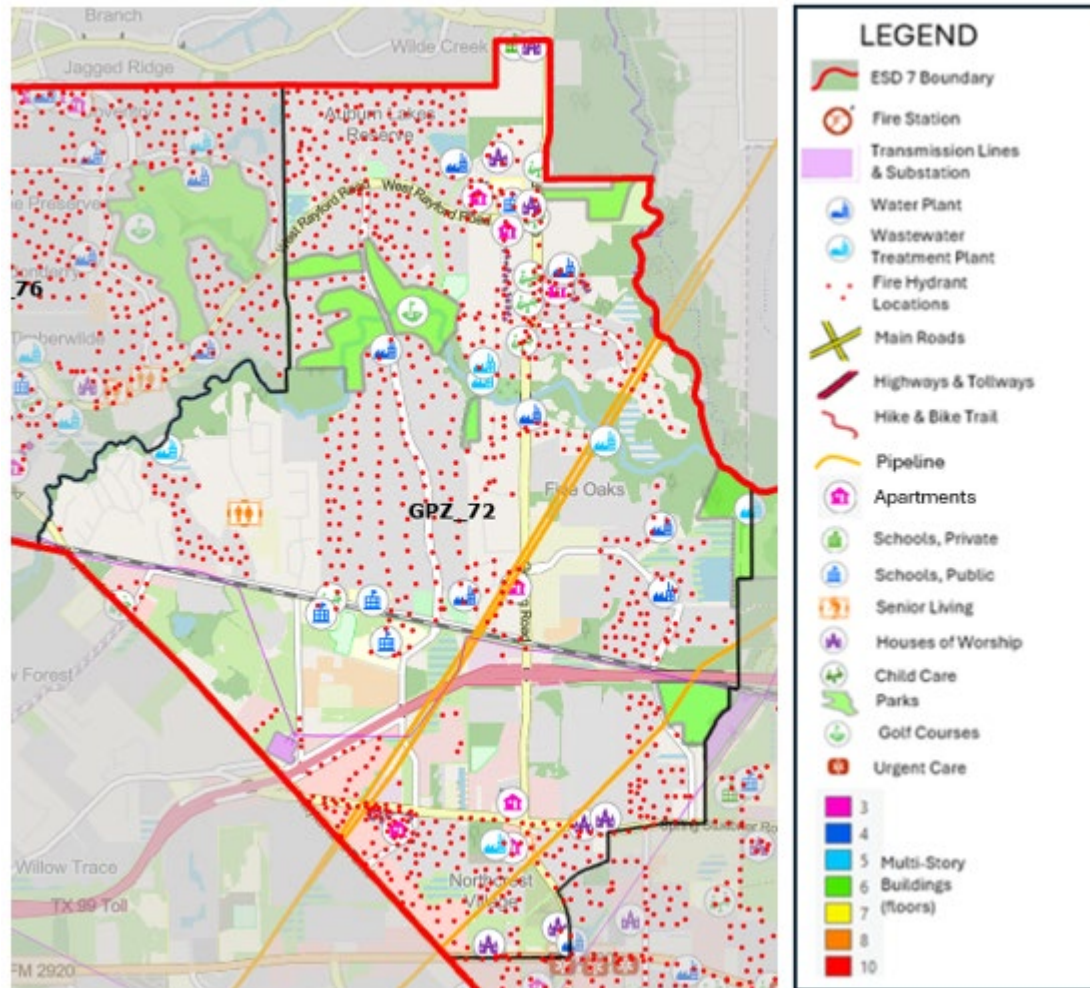 Branch
Wilde Creek
Jagged Ridge
Auburn Lakes
Reserve
West Rayford Road
West Rayford Road
e Preserve
_76
Timberwilde
Five Oaks
GPZ_72
g Road
w Forest
Willow Trace
TX 99 Toll
Northcrest
Village
FM 2920
LEGEND
ESD 7 Boundary
Fire Station
Transmission Lines
& Substation
Water Plant
Wastewater
Treatment Plant
Fire Hydrant
Locations
Main Roads
Highways & Tollways
Hike & Bike Trail
Pipeline
Apartments
Schools, Private
Schools, Public
Senior Living
Houses of Worship
Child Care
Parks
Golf Courses
Urgent Care
3
4
5
6
7
8
10
Multi-Story
Buildings
(floors)